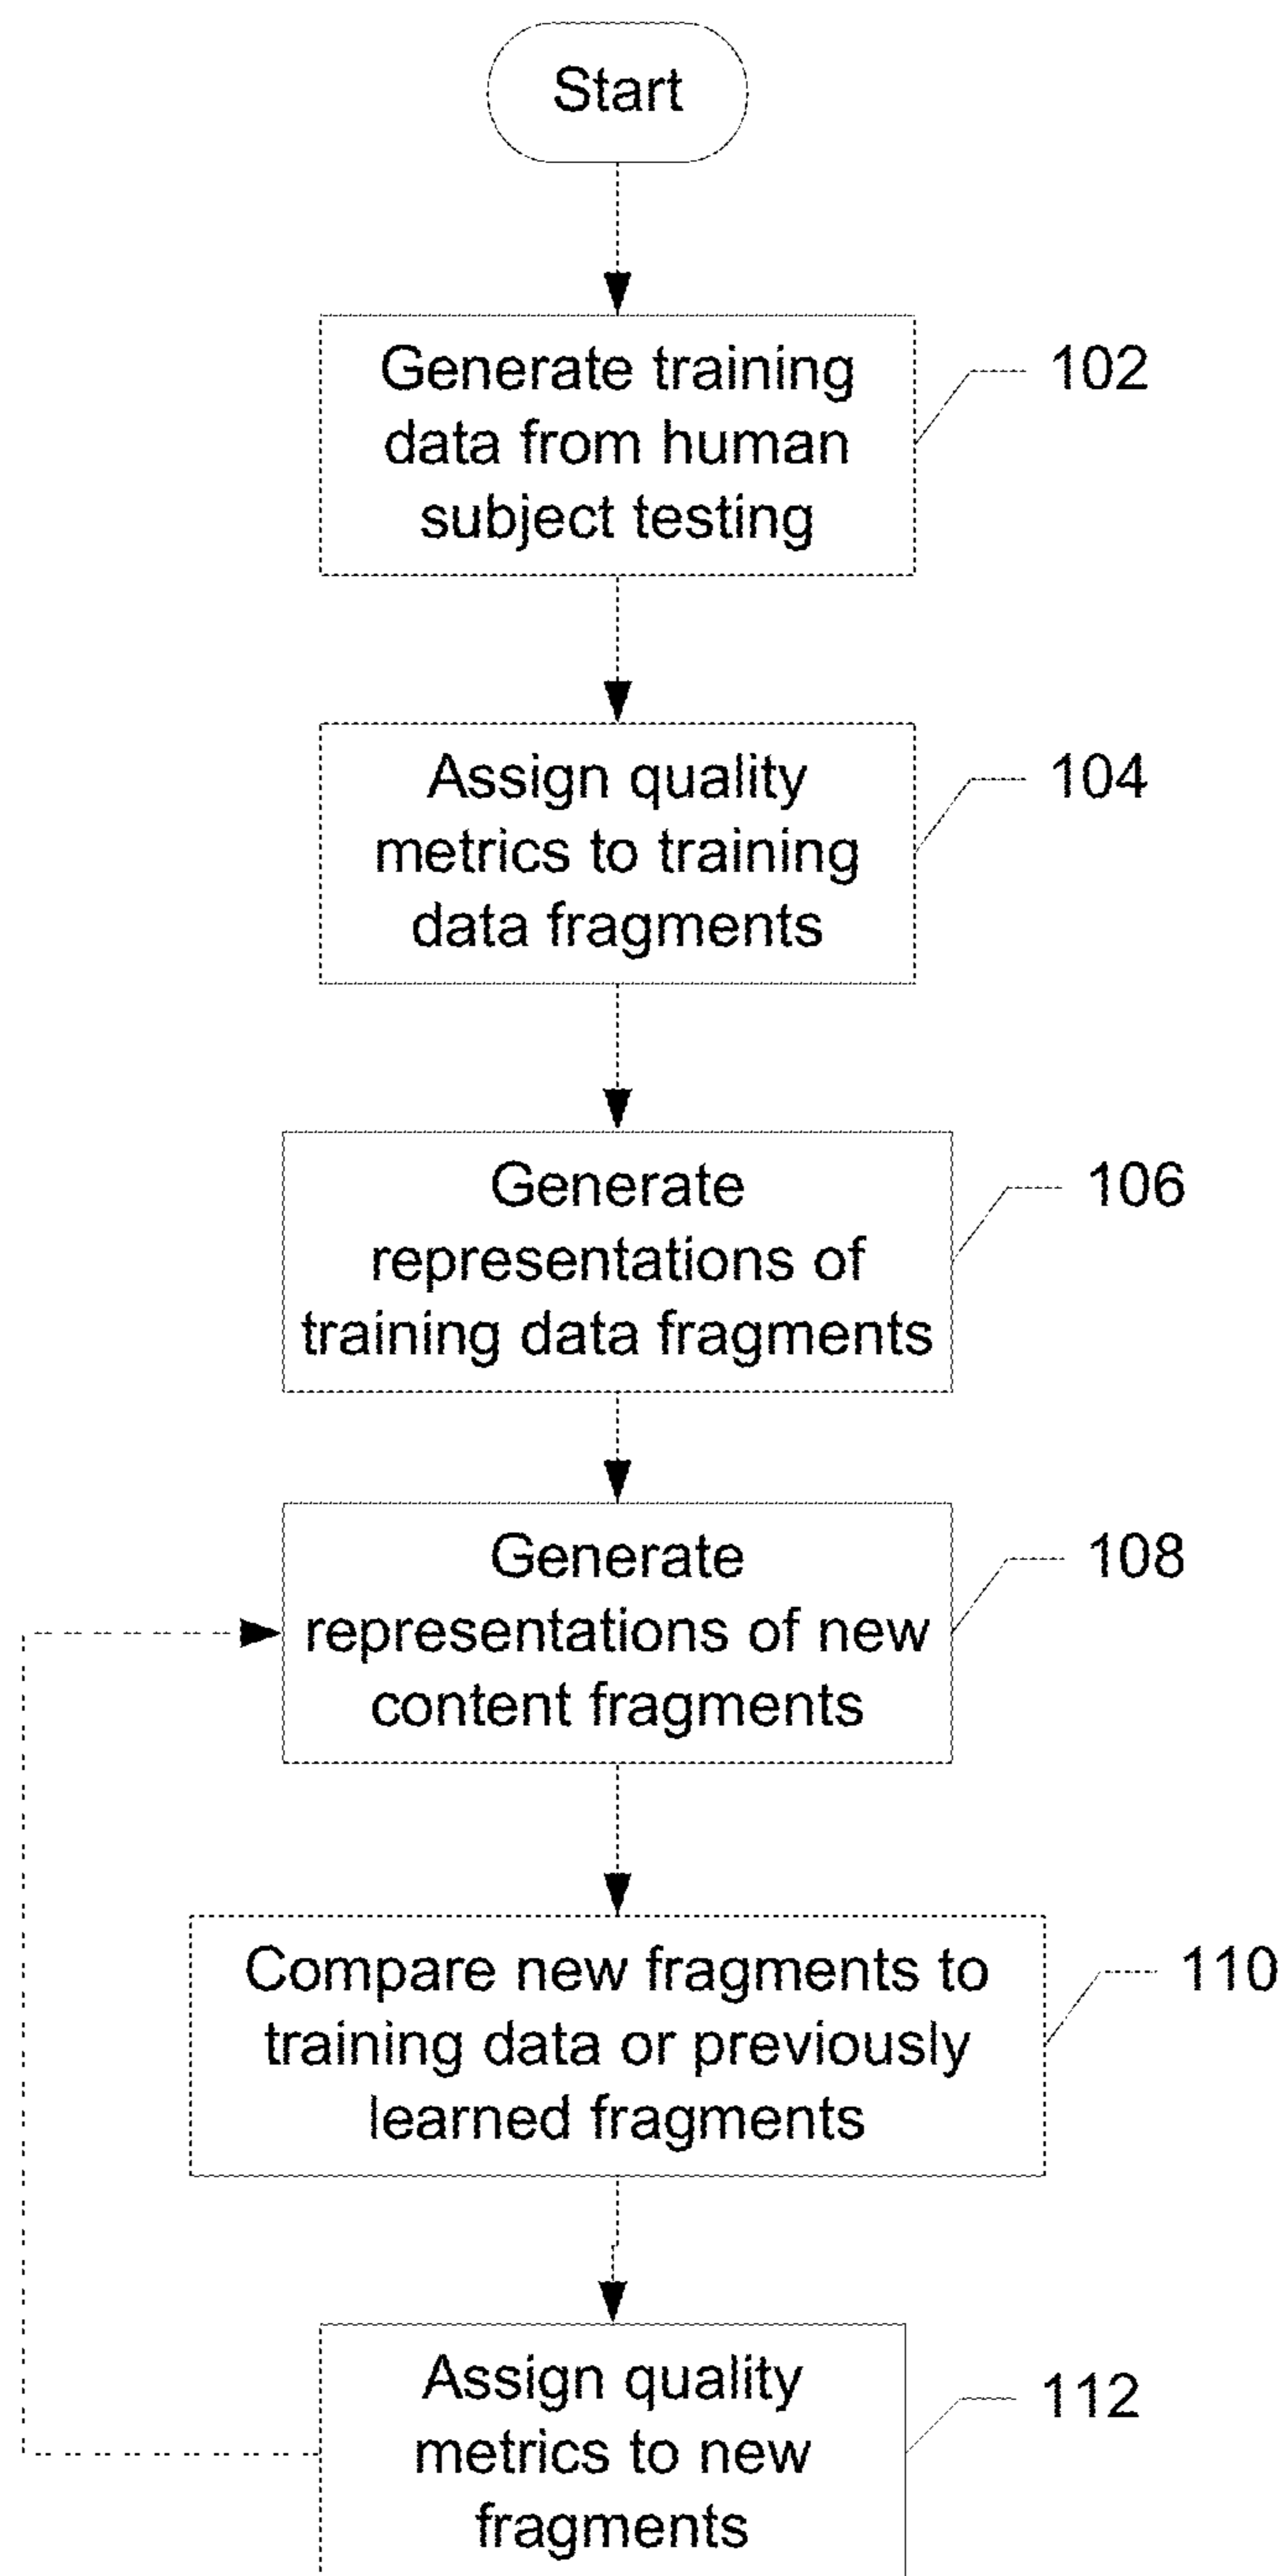 Start
Generate training
data from human
subject testing
102
Assign quality
metrics to training
data fragments
104
Generate
representations of
training data fragments
106
Generate
representations of new
content fragments
108
Compare new fragments to
training data or previously
learned fragments
110
Assign quality
metrics to new
fragments
112